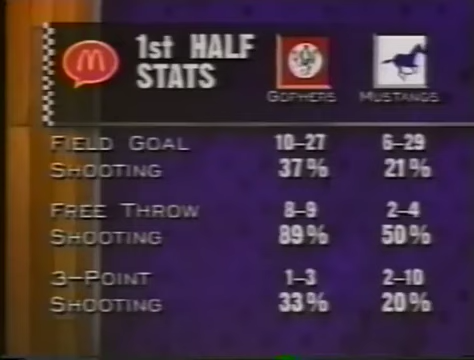 1st HALF
STATS
GOPHERS MUSTANGS
FIELD GOAL 10-27 6-29
SHOOTING 37% 21%
FREE THROW 8-9 2-4
SHOOTING 89% 50%
3-POINT 1-3 2-10
SHOOTING 33% 20%